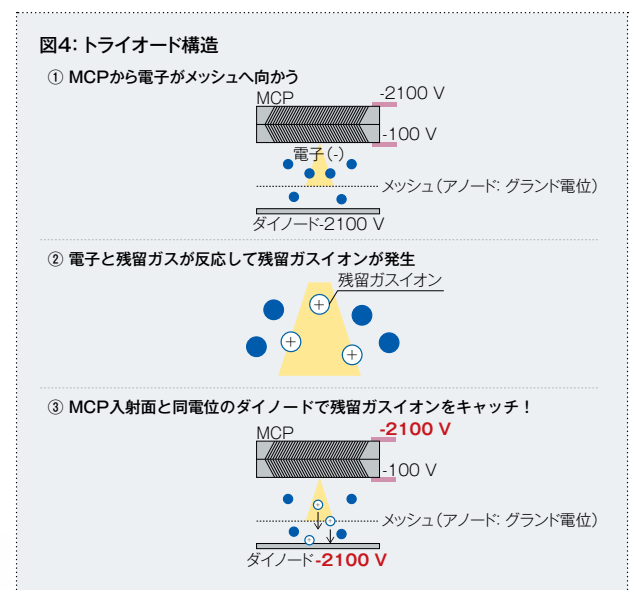 図4: トライオード構造
① MCPから電子がメッシュへ向かう
MCP
-2100 V
-100 V
電子(-)
メッシュ(アノード: グランド電位)
ダイノード-2100 V
② 電子と残留ガスが反応して残留ガスイオンが発生
残留ガスイオン
+
+
+
③ MCP入射面と同電位のダイノードで残留ガスイオンをキャッチ!
MCP
-2100 V
-100 V
+
+
メッシュ(アノード: グランド電位)
+
ダイノード-2100 V